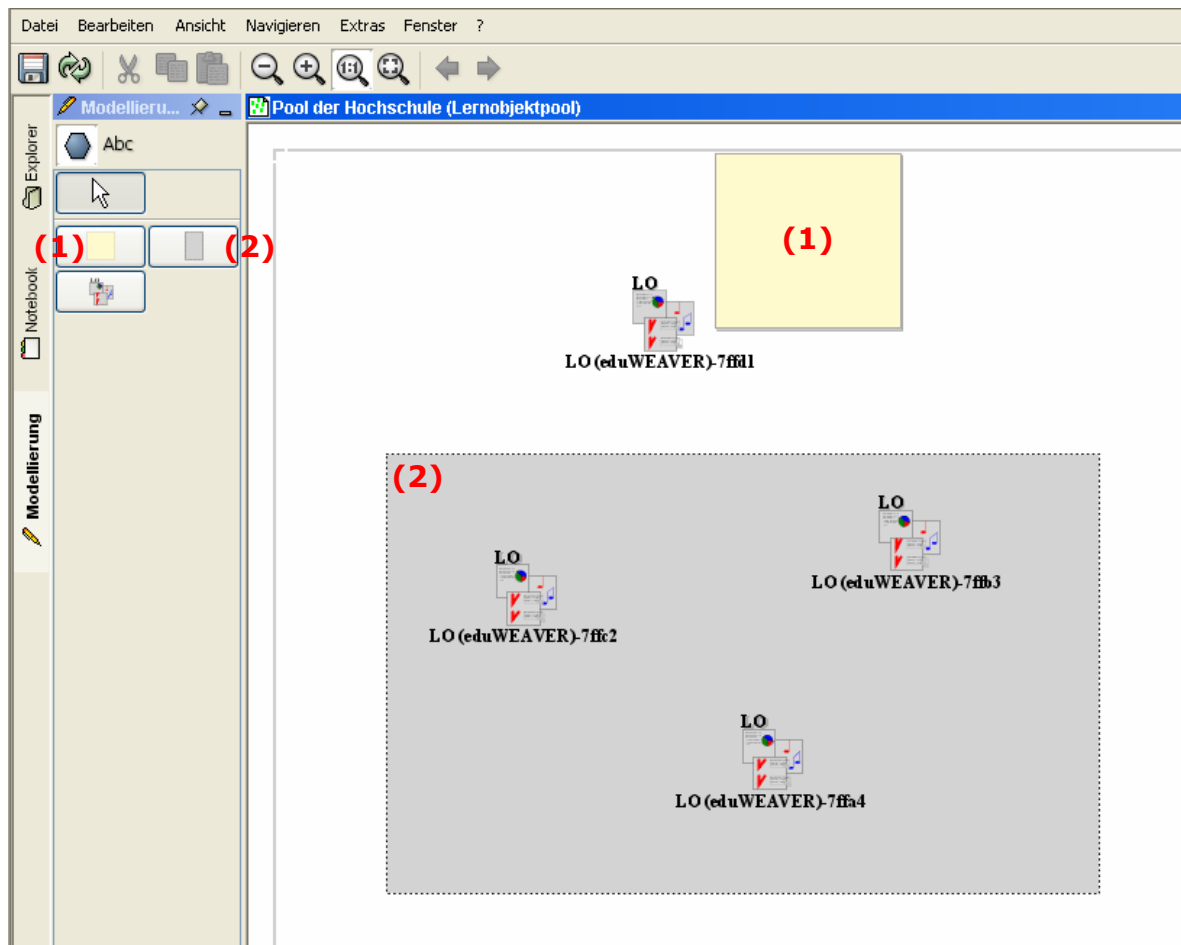 Datei Bearbeiten Ansicht Navigieren Extras Fenster ?
Modellieru... Pool der Hochschule (Lernobjektpool)
Explorer
Abc
(1) (2)
(1)
Notebook
LO
LO (eduWEAVER)-7ffd1
Modellierung
(2)
LO
LO (eduWEAVER)-7ffb3
LO
LO (eduWEAVER)-7ffc2
LO
LO (eduWEAVER)-7ffa4